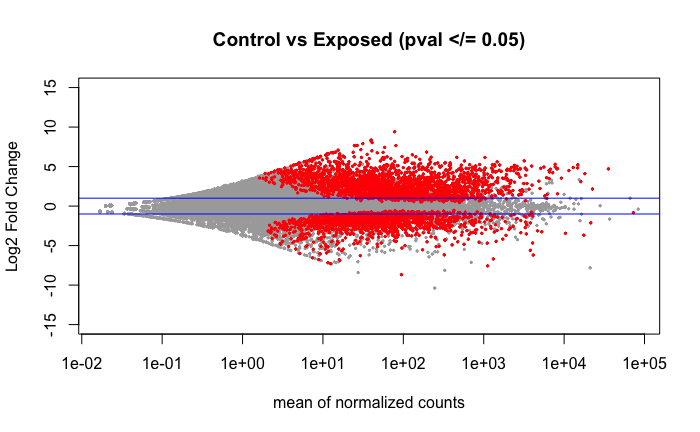 Control vs Exposed (pval </= 0.05)
Log2 Fold Change
15
10
5
0
-5
-10
-15
1e-02 1e-01 1e+00 1e+01 1e+02 1e+03 1e+04 1e+05
mean of normalized counts